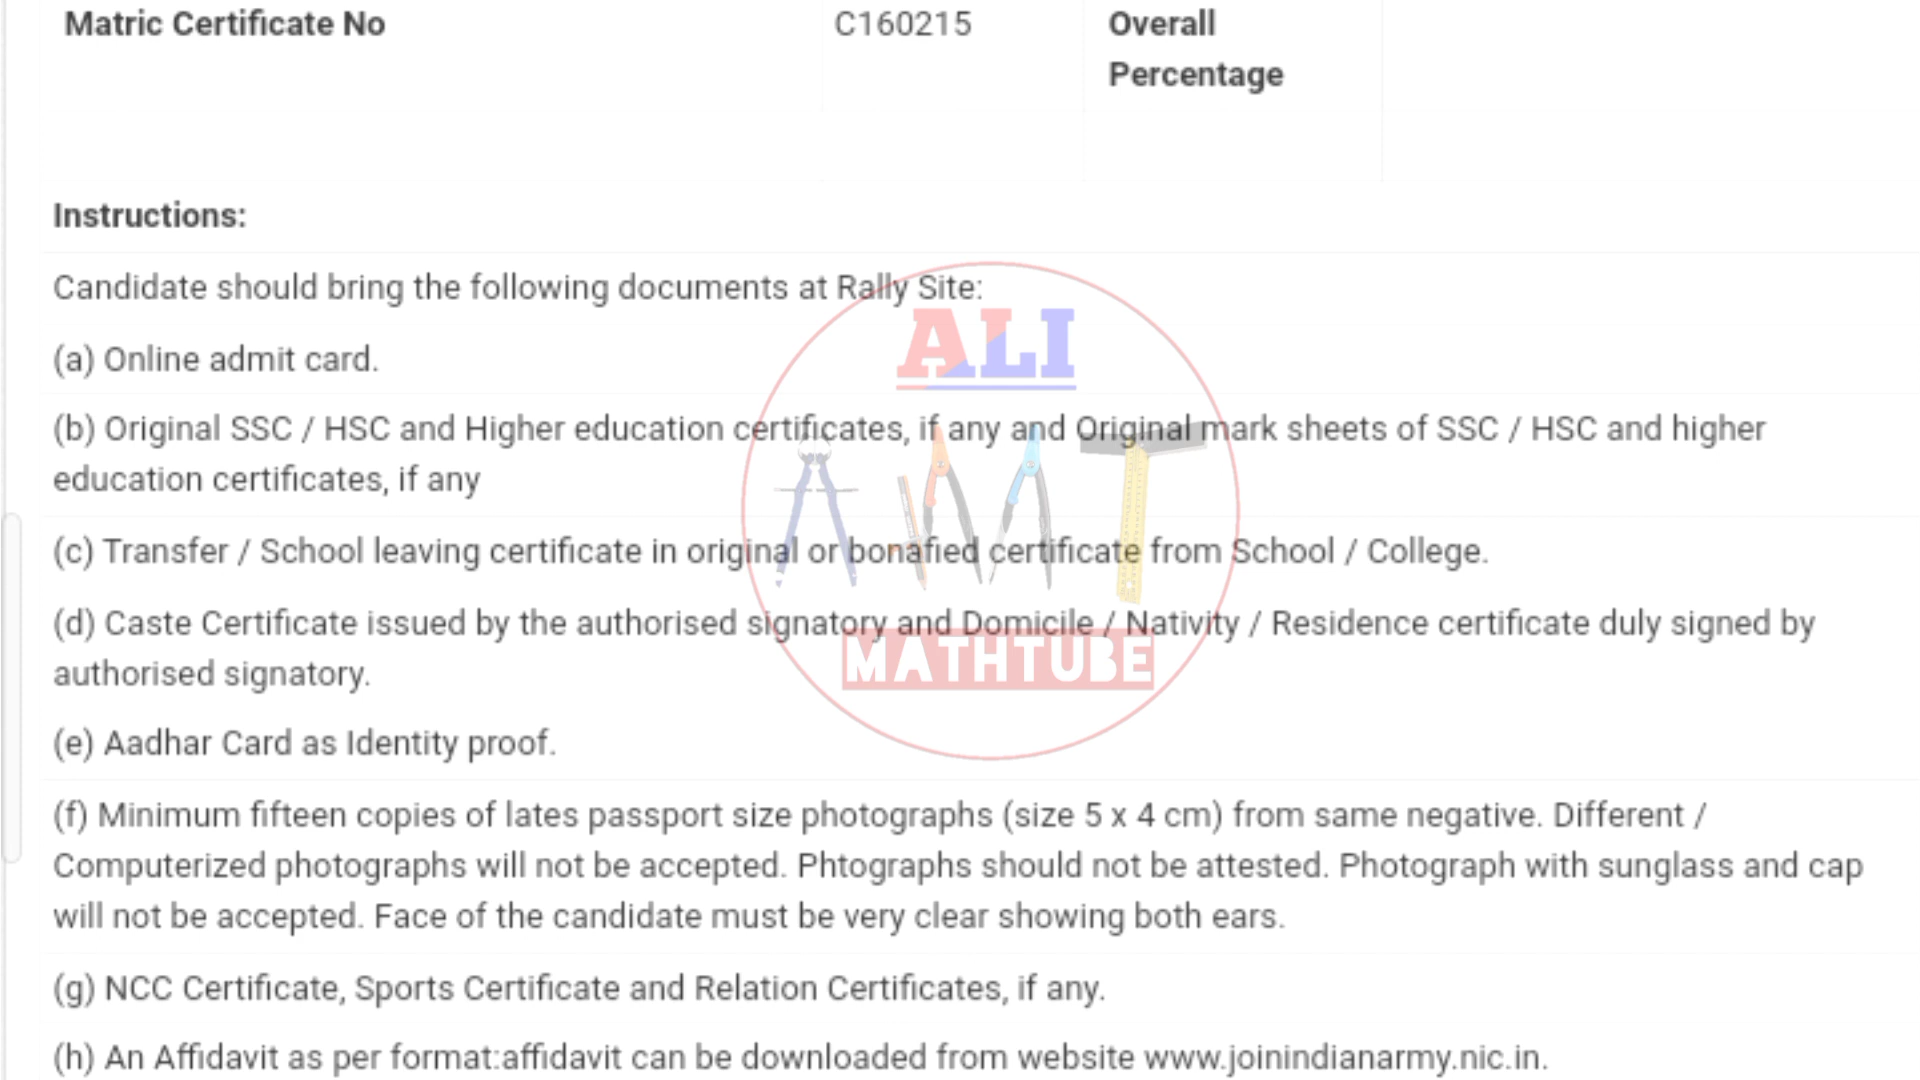 Matric Certificate No C160215 Overall
Percentage
Instructions:
Candidate should bring the following documents at Rally Site:
ALI
(a) Online admit card.
(b) Original SSC / HSC and Higher education certificates, if any and Original mark sheets of SSC / HSC and higher
education certificates, if any
(c) Transfer / School leaving certificate in original or bonafied certificate from School / College.
(d) Caste Certificate issued by the authorised signatory and Domicile / Nativity / Residence certificate duly signed by
authorised signatory.
MATHTUBE
(e) Aadhar Card as Identity proof.
(f) Minimum fifteen copies of lates passport size photographs (size 5 x 4 cm) from same negative. Different /
Computerized photographs will not be accepted. Phtographs should not be attested. Photograph with sunglass and cap
will not be accepted. Face of the candidate must be very clear showing both ears.
(g) NCC Certificate, Sports Certificate and Relation Certificates, if any.
(h) An Affidavit as per format:affidavit can be downloaded from website www.joinindianarmy.nic.in.